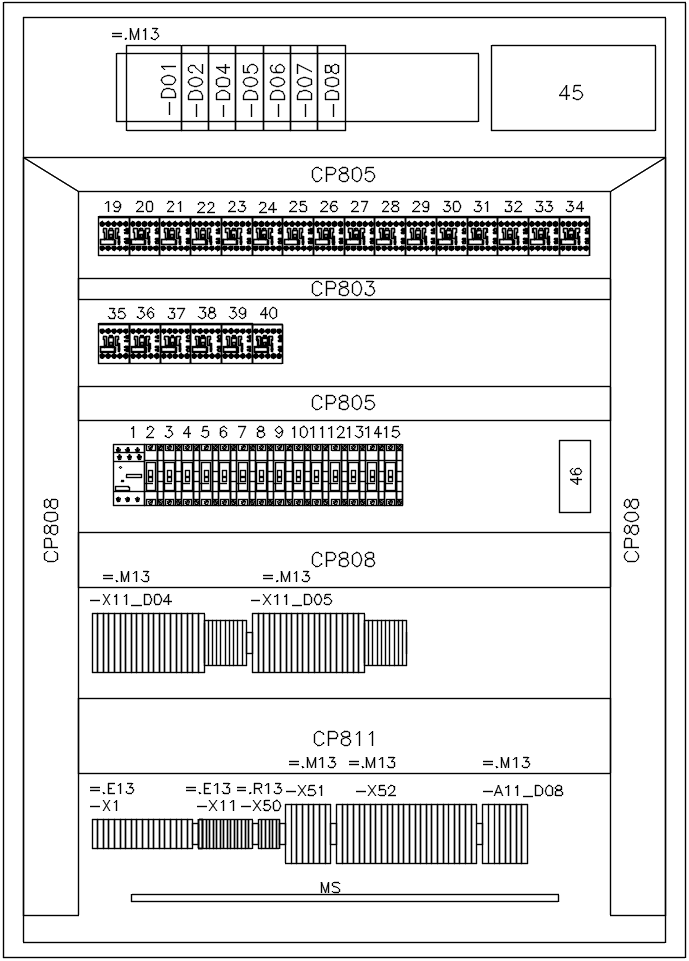 =.M13
-D01 -D02 -D04 -D05 -D06 -D07 -D08
45
CP805
19 20 21 22 23 24 25 26 27 28 29 30 31 32 33 34
CP803
35 36 37 38 39 40
CP805
1 2 3 4 5 6 7 8 9 10 11 12 13 14 15
46
CP808
CP808
CP808
=.M13 =.M13
-X11_D04 -X11_D05
CP811
=.M13 =.M13 =.M13
=.E13 =.E13 =.R13
-X1 -X11 -X50 -X51 -X52 -A11_D08
MS